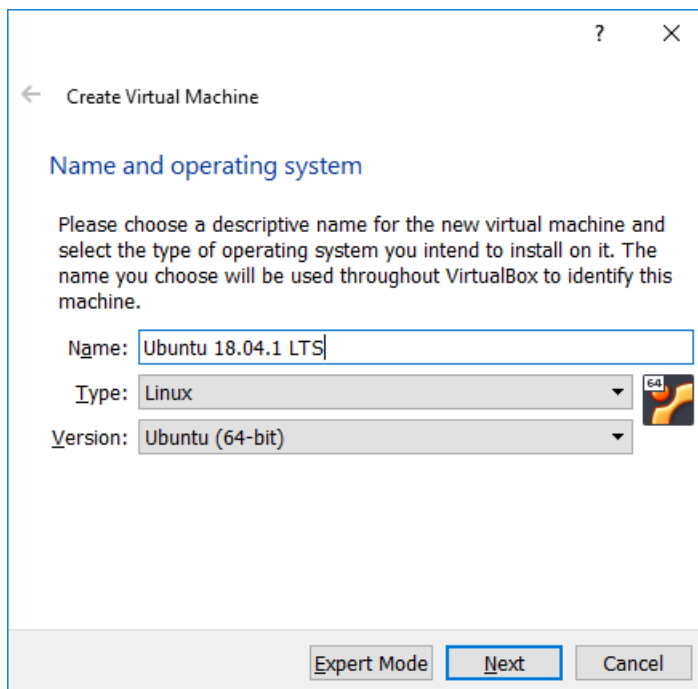 ?
Create Virtual Machine
Name and operating system
Please choose a descriptive name for the new virtual machine and
select the type of operating system you intend to install on it. The
name you choose will be used throughout VirtualBox to identify this
machine.
Name: Ubuntu 18.04.1 LTS
Type: Linux
64
Version: Ubuntu (64-bit)
Expert Mode Next Cancel